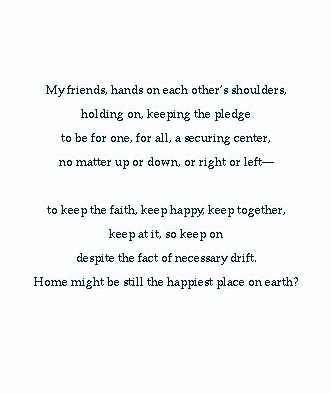 My friends, hands on each other's shoulders,
holding on, keeping the pledge
to be for one, for all, a securing center,
no matter up or down, or right or left—
to keep the faith, keep happy, keep together,
keep at it, so keep on
despite the fact of necessary drift.
Home might be still the happiest place on earth?